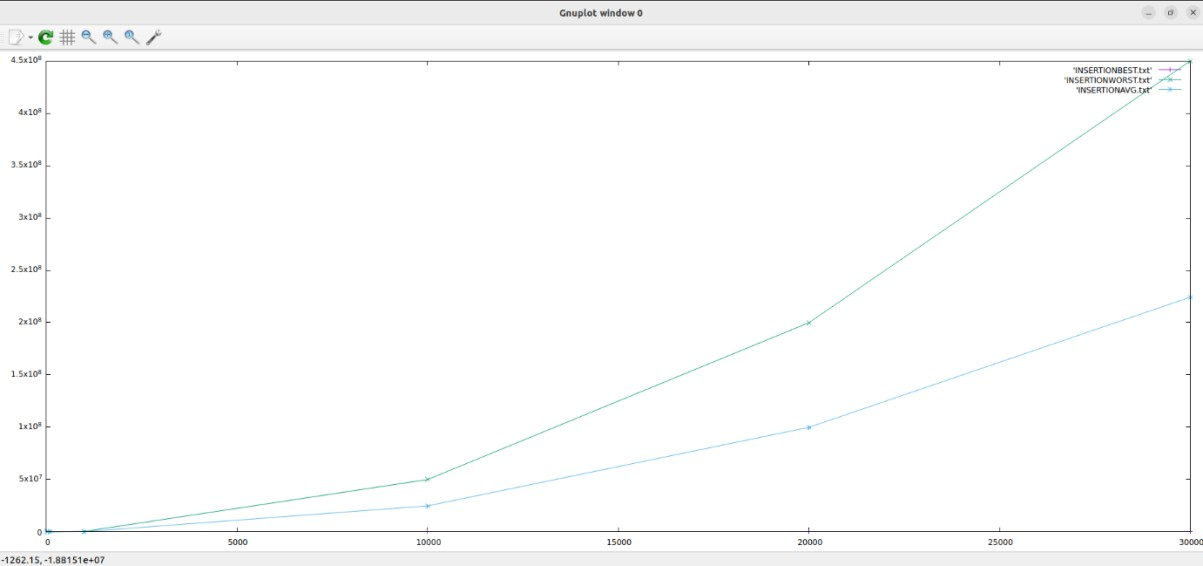 Gnuplot window 0
4.5x10⁸
4x10⁸
3.5x10⁸
3x10⁸
2.5x10⁸
2x10⁸
1.5x10⁸
1x10⁸
5x10⁷
0
'INSERTIONBEST.txt'
'INSERTIONWORST.txt'
'INSERTIONAVG.txt'
0 5000 10000 15000 20000 25000 30000
-1262.15, -1.88151e+07